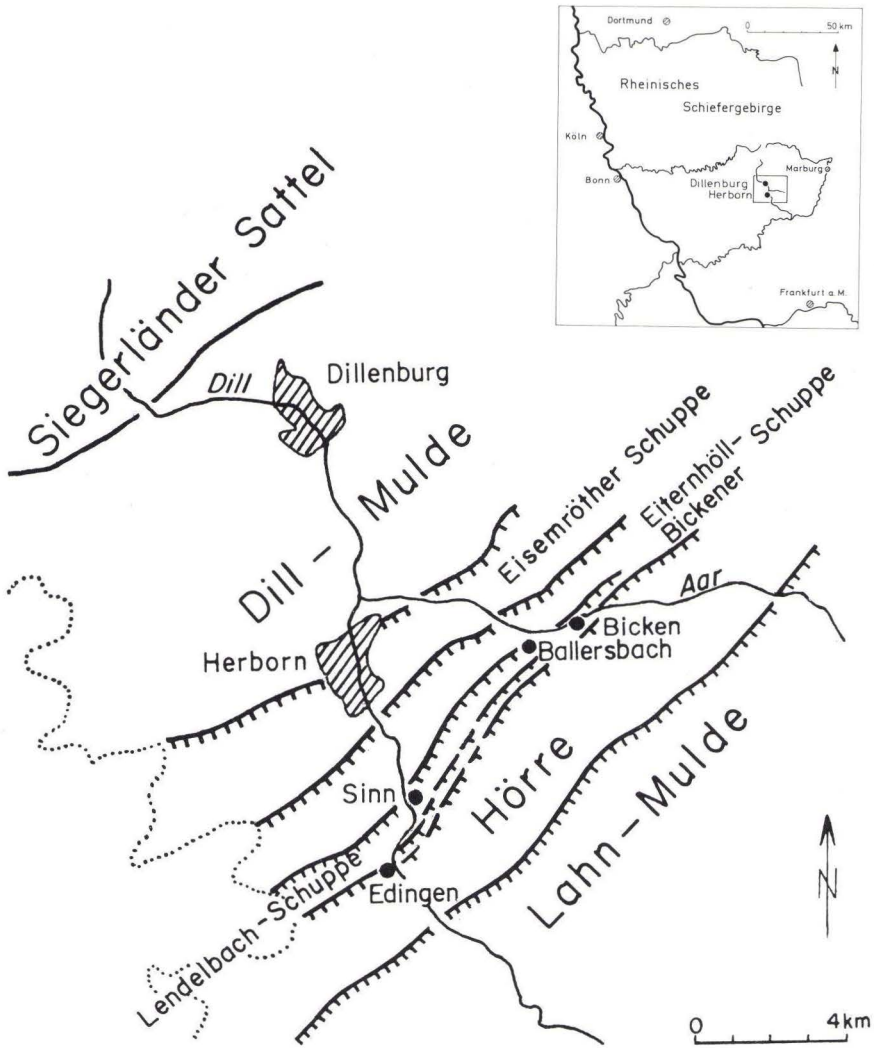 Dortmund
0 50 km
N
Rheinisches
Schiefergebirge
Köln
Marburg
Bonn
Dillenburg
Herborn
Frankfurt a.M.
Siegerländer Sattel
Dill
Dillenburg
Dill - Mulde
Eisemröther Schuppe
Eiternhöll-Schuppe
Bickener
Aar
Bicken
Ballersbach
Herborn
Hörre
Sinn
Lahn-Mulde
Edingen
Lendelbach-Schuppe
N
0 4km